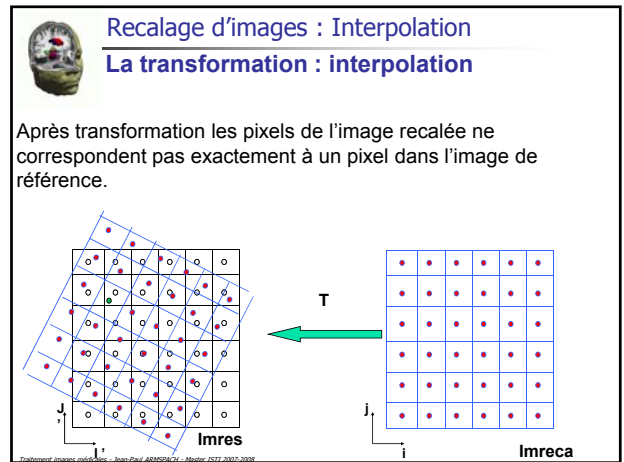 Recalage d'images : Interpolation
La transformation : interpolation
Après transformation les pixels de l'image recalée ne
correspondent pas exactement à un pixel dans l'image de
référence.
T
J
'
I'
Imres
j
i
Imreca
Traitement images médicales - Jean-Paul ARMSPACH - Master ISTI 2007-2008